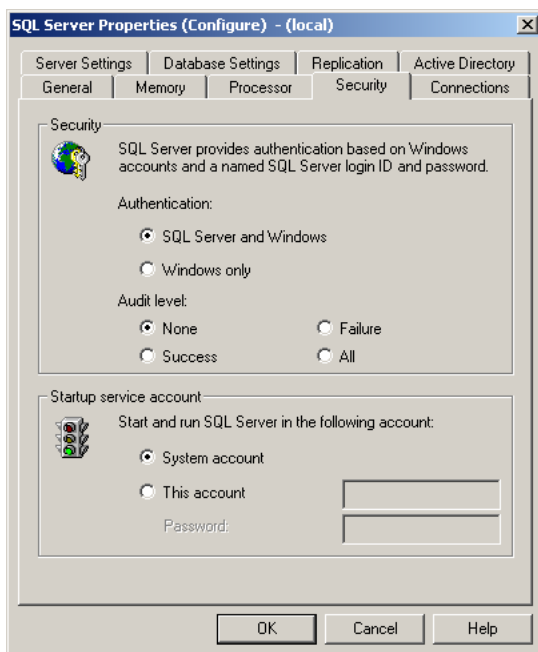 SQL Server Properties (Configure) - (local)
Server Settings Database Settings Replication Active Directory
General Memory Processor Security Connections
Security
SQL Server provides authentication based on Windows
accounts and a named SQL Server login ID and password.
Authentication:
SQL Server and Windows
Windows only
Audit level:
None Failure
Success All
Startup service account
Start and run SQL Server in the following account:
System account
This account
Password:
OK Cancel Help